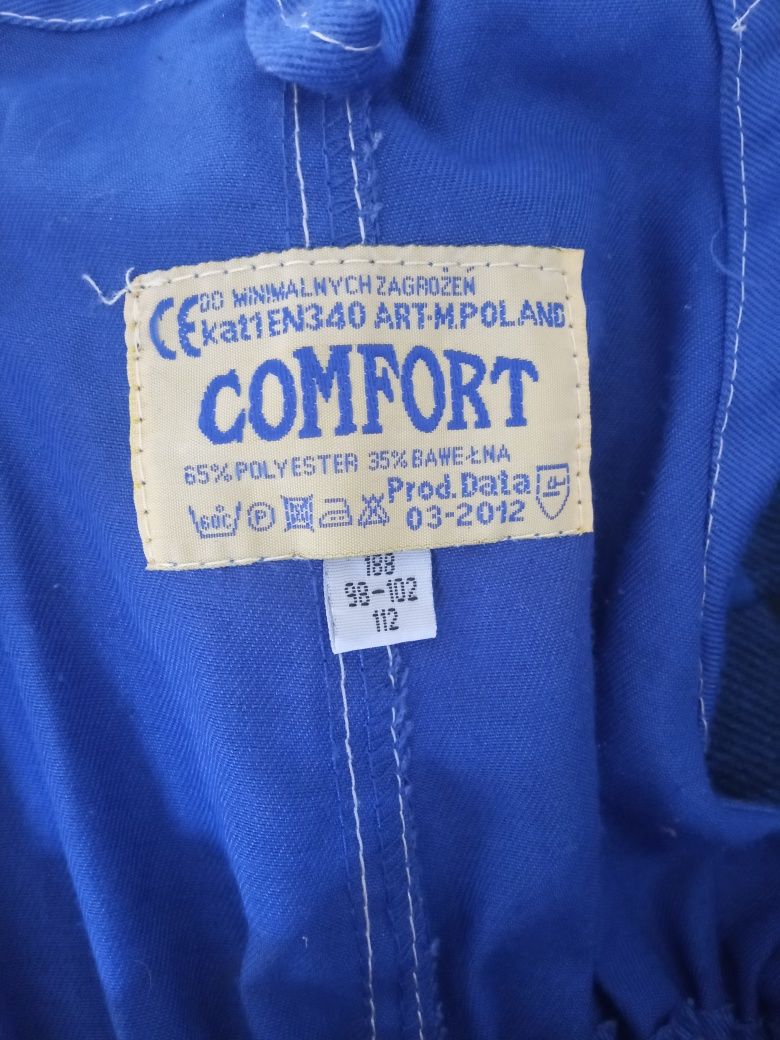 CE DO MINIMALNYCH ZAGROŻEŃ
kat1 EN340 ART-M.POLAND
COMFORT
65% POLYESTER 35% BAWEŁNA
60°C P Prod. Data
03-2012
188
98-102
112